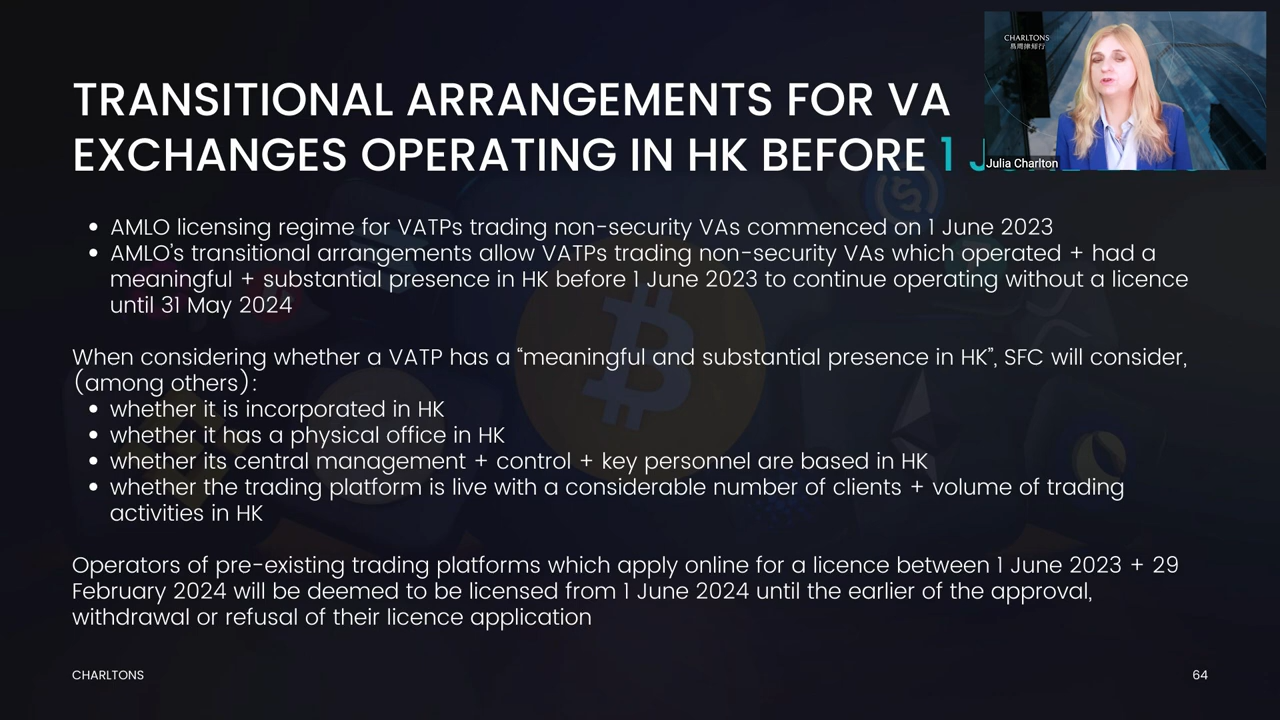 CHARLTONS
易周律師行
TRANSITIONAL ARRANGEMENTS FOR VA
EXCHANGES OPERATING IN HK BEFORE 1 J
Julia Charlton
• AMLO licensing regime for VATPs trading non-security VAs commenced on 1 June 2023
• AMLO's transitional arrangements allow VATPs trading non-security VAs which operated + had a
meaningful + substantial presence in HK before 1 June 2023 to continue operating without a licence
until 31 May 2024
When considering whether a VATP has a “meaningful and substantial presence in HK”, SFC will consider,
(among others):
• whether it is incorporated in HK
• whether it has a physical office in HK
• whether its central management + control + key personnel are based in HK
• whether the trading platform is live with a considerable number of clients + volume of trading
activities in HK
Operators of pre-existing trading platforms which apply online for a licence between 1 June 2023 + 29
February 2024 will be deemed to be licensed from 1 June 2024 until the earlier of the approval,
withdrawal or refusal of their licence application
CHARLTONS
64